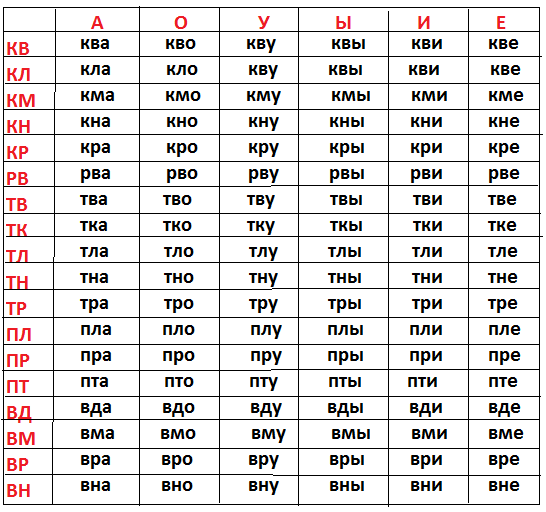 А О У Ы И Е
КВ ква кво кву квы кви кве
КЛ кла кло кву квы кви кве
КМ кма кмо кму кмы кми кме
КН кна кно кну кны кни кне
КР кра кро кру кры кри кре
РВ рва рво рву рвы рви рве
ТВ тва тво тву твы тви тве
ТК тка тко тку ткы тки тке
ТЛ тла тло тлу тлы тли тле
ТН тна тно тну тны тни тне
ТР тра тро тру тры три тре
ПЛ пла пло плу плы пли пле
ПР пра про пру пры при пре
ПТ пта пто пту пты пти пте
ВД вда вдо вду вды вди вде
ВМ вма вмо вму вмы вми вме
ВР вра вро вру вры ври вре
ВН вна вно вну вны вни вне